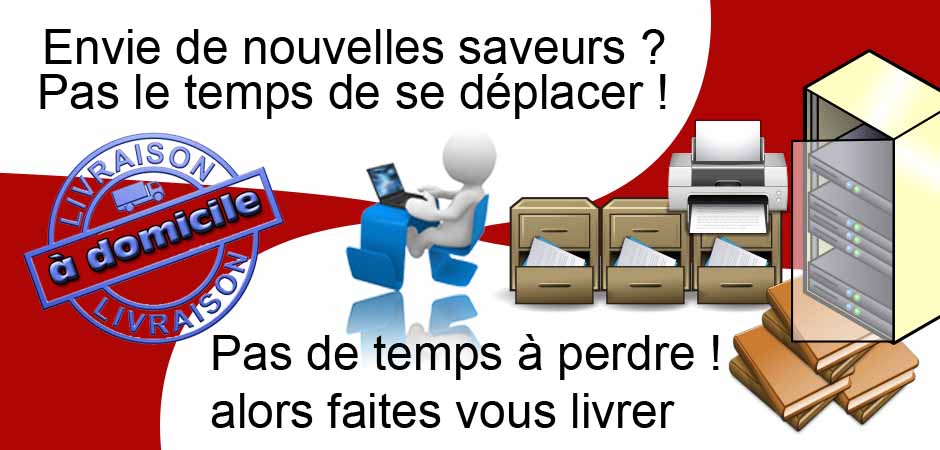 Envie de nouvelles saveurs ?
Pas le temps de se déplacer !
LIVRAISON
à domicile
LIVRAISON
Pas de temps à perdre !
alors faites vous livrer